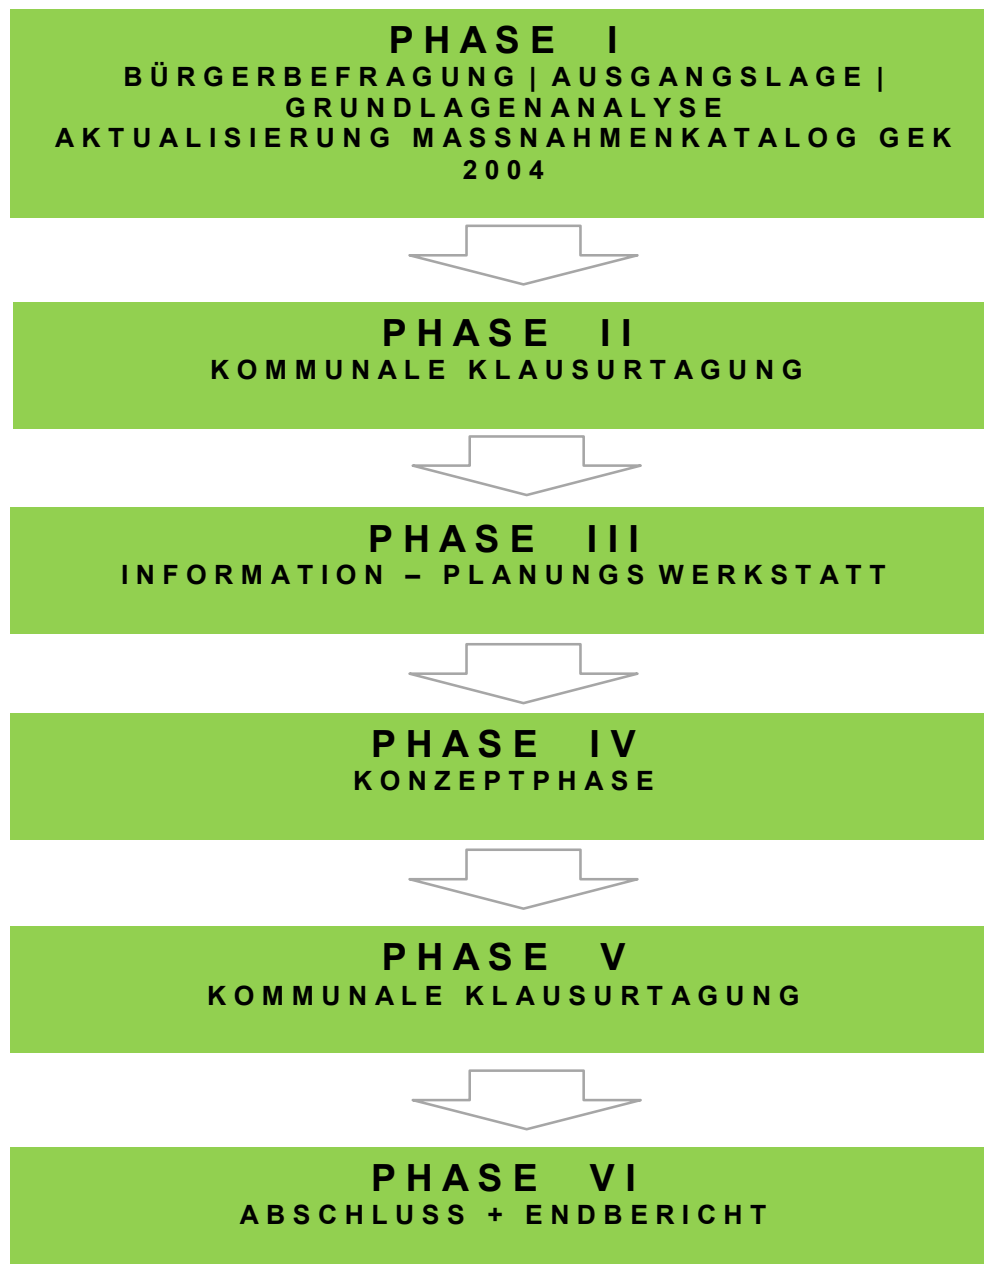 PHASE I
BÜRGERBEFRAGUNG | AUSGANGSLAGE |
GRUNDLAGENANALYSE
AKTUALISIERUNG MASSNAHMENKATALOG GEK
2004
PHASE II
KOMMUNALE KLAUSURTAGUNG
PHASE III
INFORMATION – PLANUNGSWERKSTATT
PHASE IV
KONZEPTPHASE
PHASE V
KOMMUNALE KLAUSURTAGUNG
PHASE VI
ABSCHLUSS + ENDBERICHT